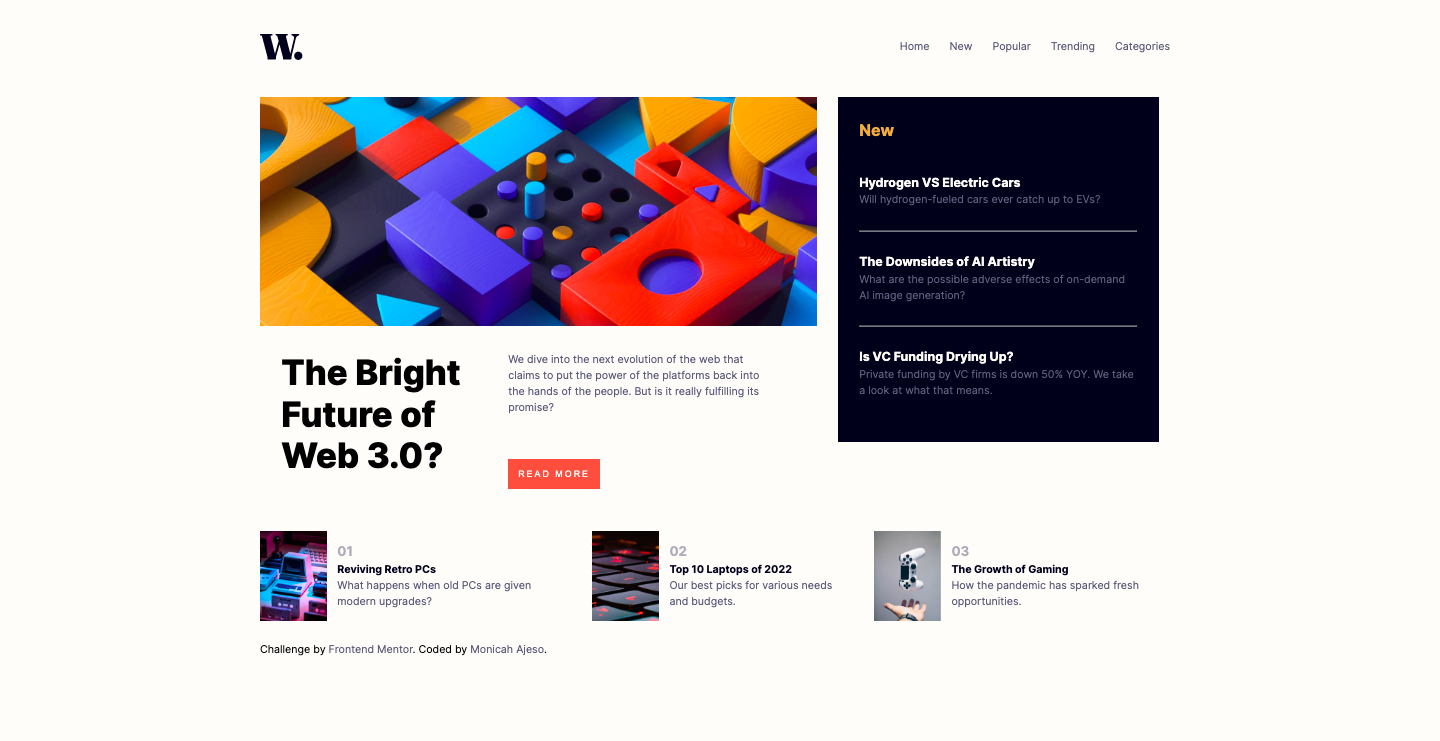 W.
Home New Popular Trending Categories
New
Hydrogen VS Electric Cars
Will hydrogen-fueled cars ever catch up to EVs?
The Downsides of AI Artistry
What are the possible adverse effects of on-demand
AI image generation?
Is VC Funding Drying Up?
Private funding by VC firms is down 50% YOY. We take
a look at what that means.
The Bright
Future of
Web 3.0?
We dive into the next evolution of the web that
claims to put the power of the platforms back into
the hands of the people. But is it really fulfilling its
promise?
READ MORE
01
Reviving Retro PCs
What happens when old PCs are given
modern upgrades?
02
Top 10 Laptops of 2022
Our best picks for various needs
and budgets.
03
The Growth of Gaming
How the pandemic has sparked fresh
opportunities.
Challenge by Frontend Mentor. Coded by Monicah Ajeso.